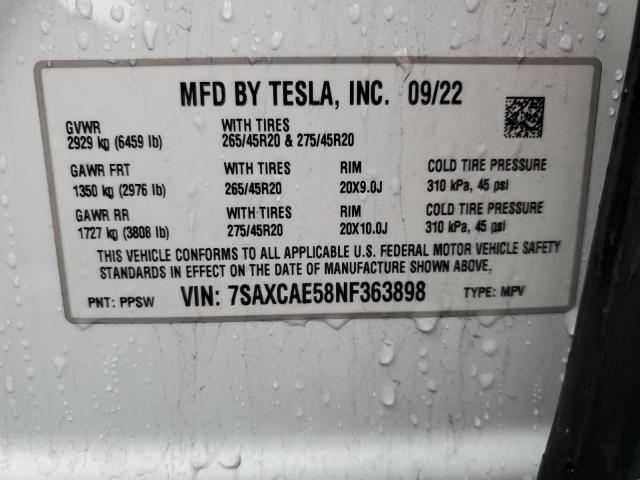 MFD BY TESLA, INC. 09/22
GVWR WITH TIRES
2929 kg (6459 lb) 265/45R20 & 275/45R20
GAWR FRT WITH TIRES RIM COLD TIRE PRESSURE
1350 kg (2976 lb) 265/45R20 20X9.0J 310 kPa, 45 psi
GAWR RR WITH TIRES RIM COLD TIRE PRESSURE
1727 kg (3808 lb) 275/45R20 20X10.0J 310 kPa, 45 psi
THIS VEHICLE CONFORMS TO ALL APPLICABLE U.S. FEDERAL MOTOR VEHICLE SAFETY
STANDARDS IN EFFECT ON THE DATE OF MANUFACTURE SHOWN ABOVE.
PNT: PPSW VIN: 7SAXCAE58NF363898 TYPE: MPV